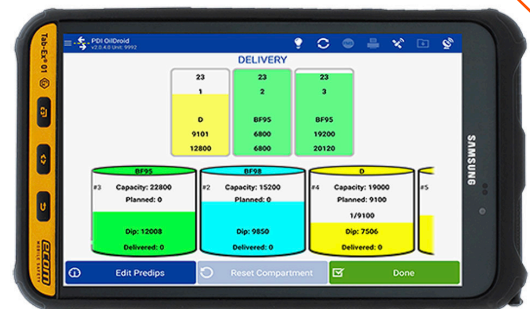 Tab-Ex® 01
PDI OilDroid
v2.0.4.0 Unit: 9992
DELIVERY
23
1
D
9101
12800
23
2
BF95
6800
6800
23
3
BF95
19200
20120
BF95
#3 Capacity: 22800
Planned: 0
Dip: 12008
Delivered: 0
BF98
#2 Capacity: 15200
Planned: 0
Dip: 9850
Delivered: 0
D
#4 Capacity: 19000
Planned: 9100
1/9100
Dip: 7506
Delivered: 0
#5
Edit Predips
Reset Compartment
Done
SAMSUNG
ecom
MOBILE SAFETY